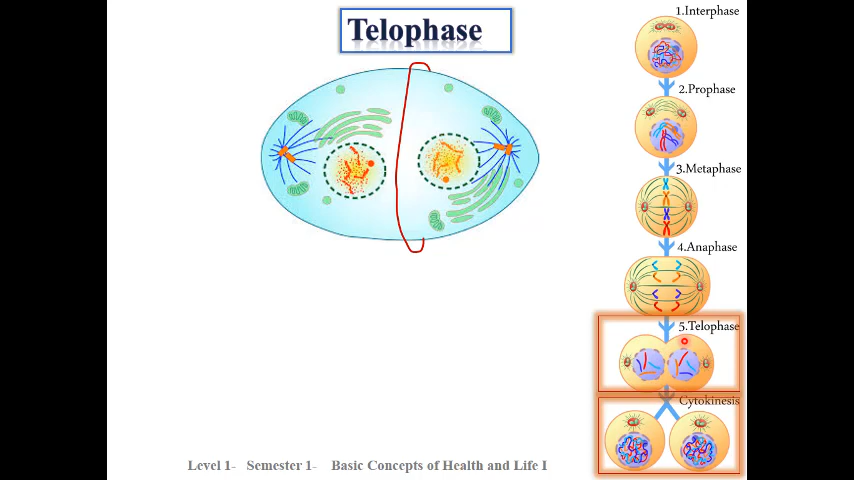 Telophase
1.Interphase
2.Prophase
3.Metaphase
4.Anaphase
5.Telophase
Cytokinesis
Level 1- Semester 1- Basic Concepts of Health and Life I